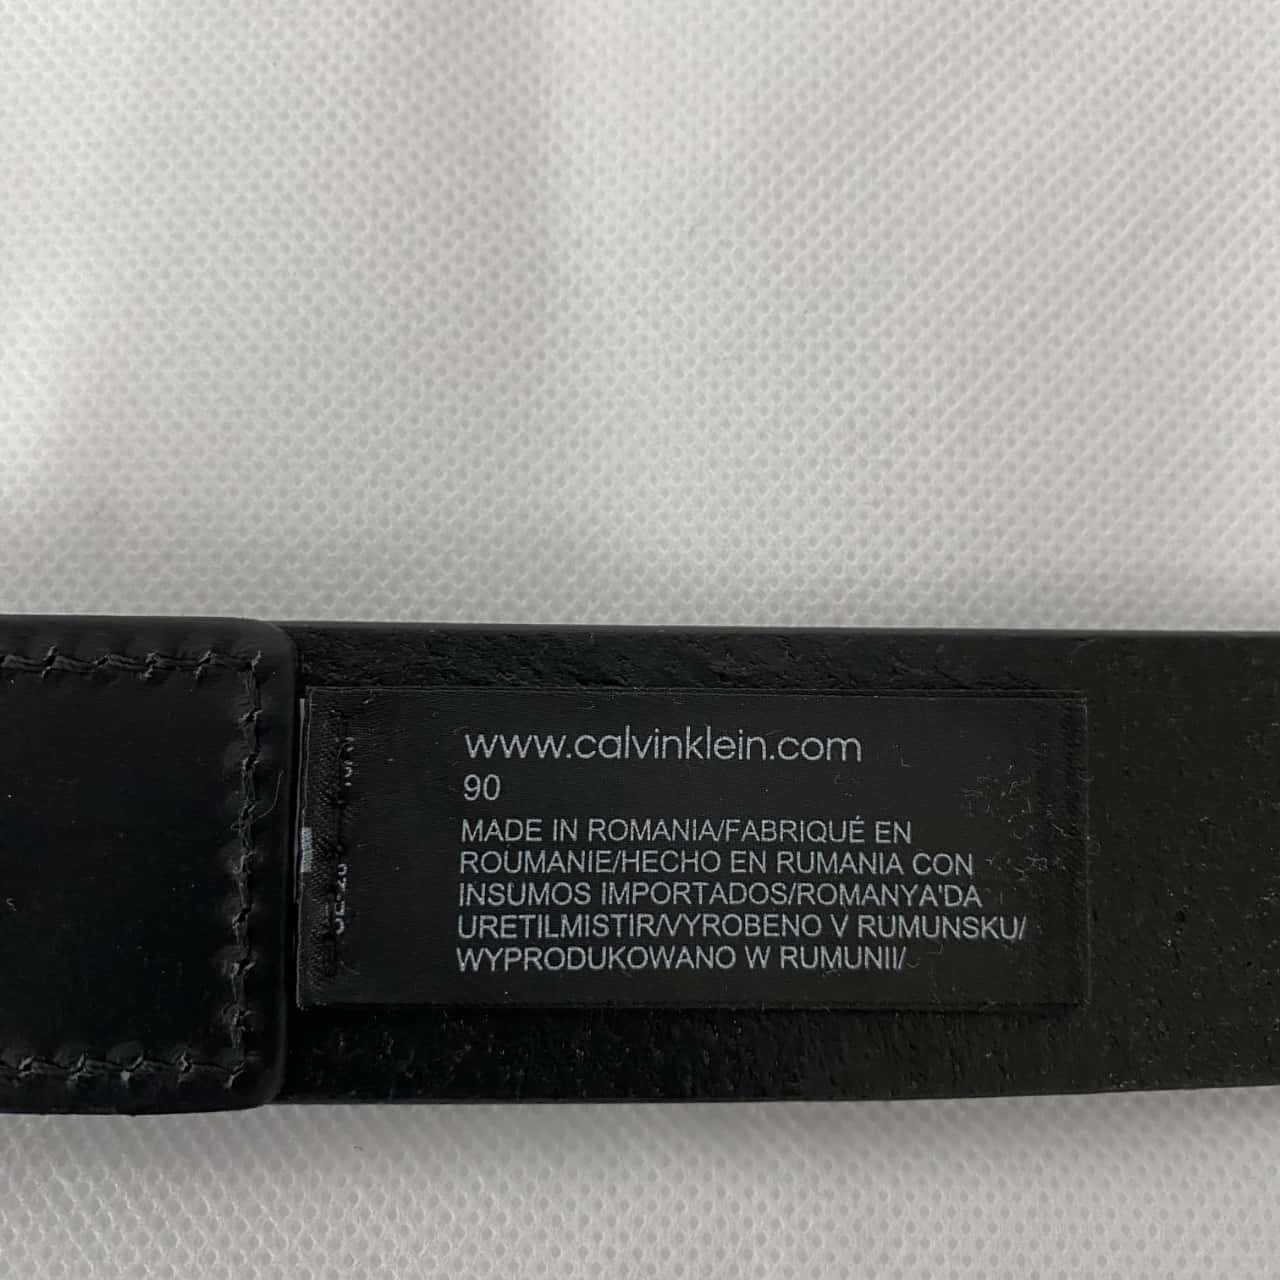 www.calvinklein.com
90
MADE IN ROMANIA/FABRIQUÉ EN
ROUMANIE/HECHO EN RUMANIA CON
INSUMOS IMPORTADOS/ROMANYA'DA
URETILMISTIR/VYROBENO V RUMUNSKU/
WYPRODUKOWANO W RUMUNII/